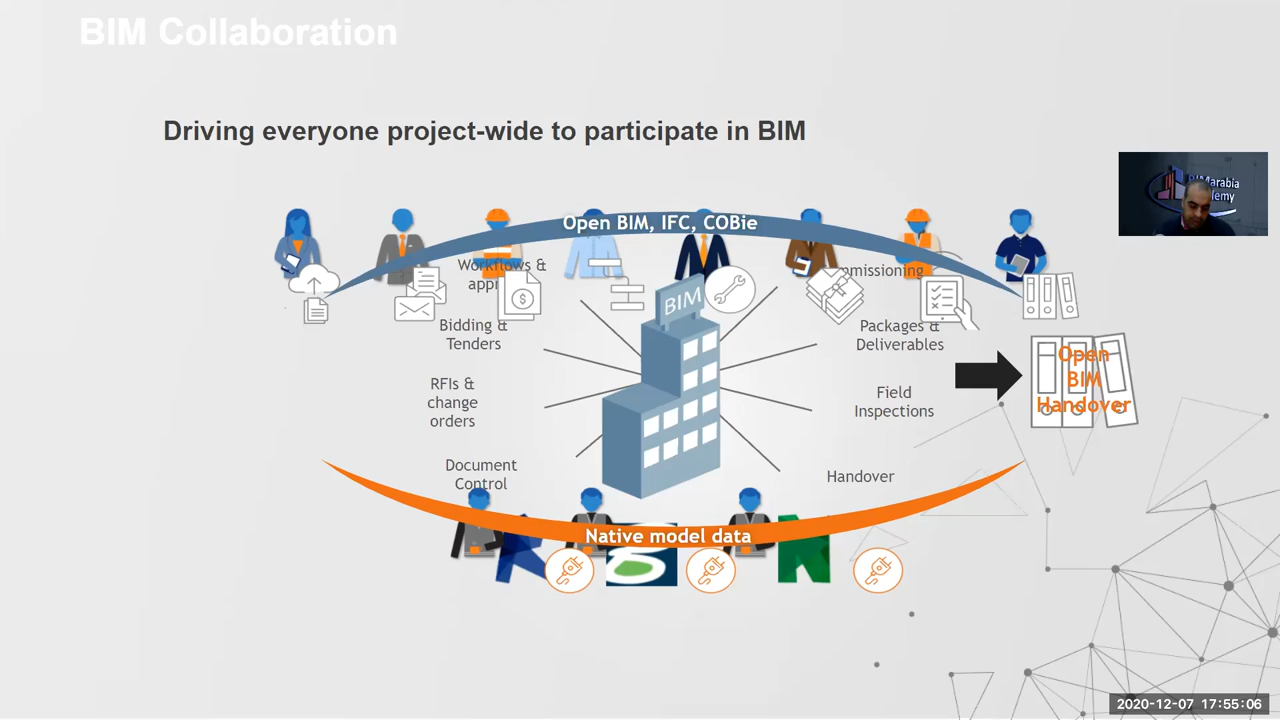 BIM Collaboration
Driving everyone project-wide to participate in BIM
Open BIM, IFC, COBie
Workflows &
Bidding &
Tenders
RFIs &
change
orders
Document
Control
BIM
Packages &
Deliverables
Field
Inspections
Handover
Open
BIM
Handover
Native model data
2020-12-07 17:55:06